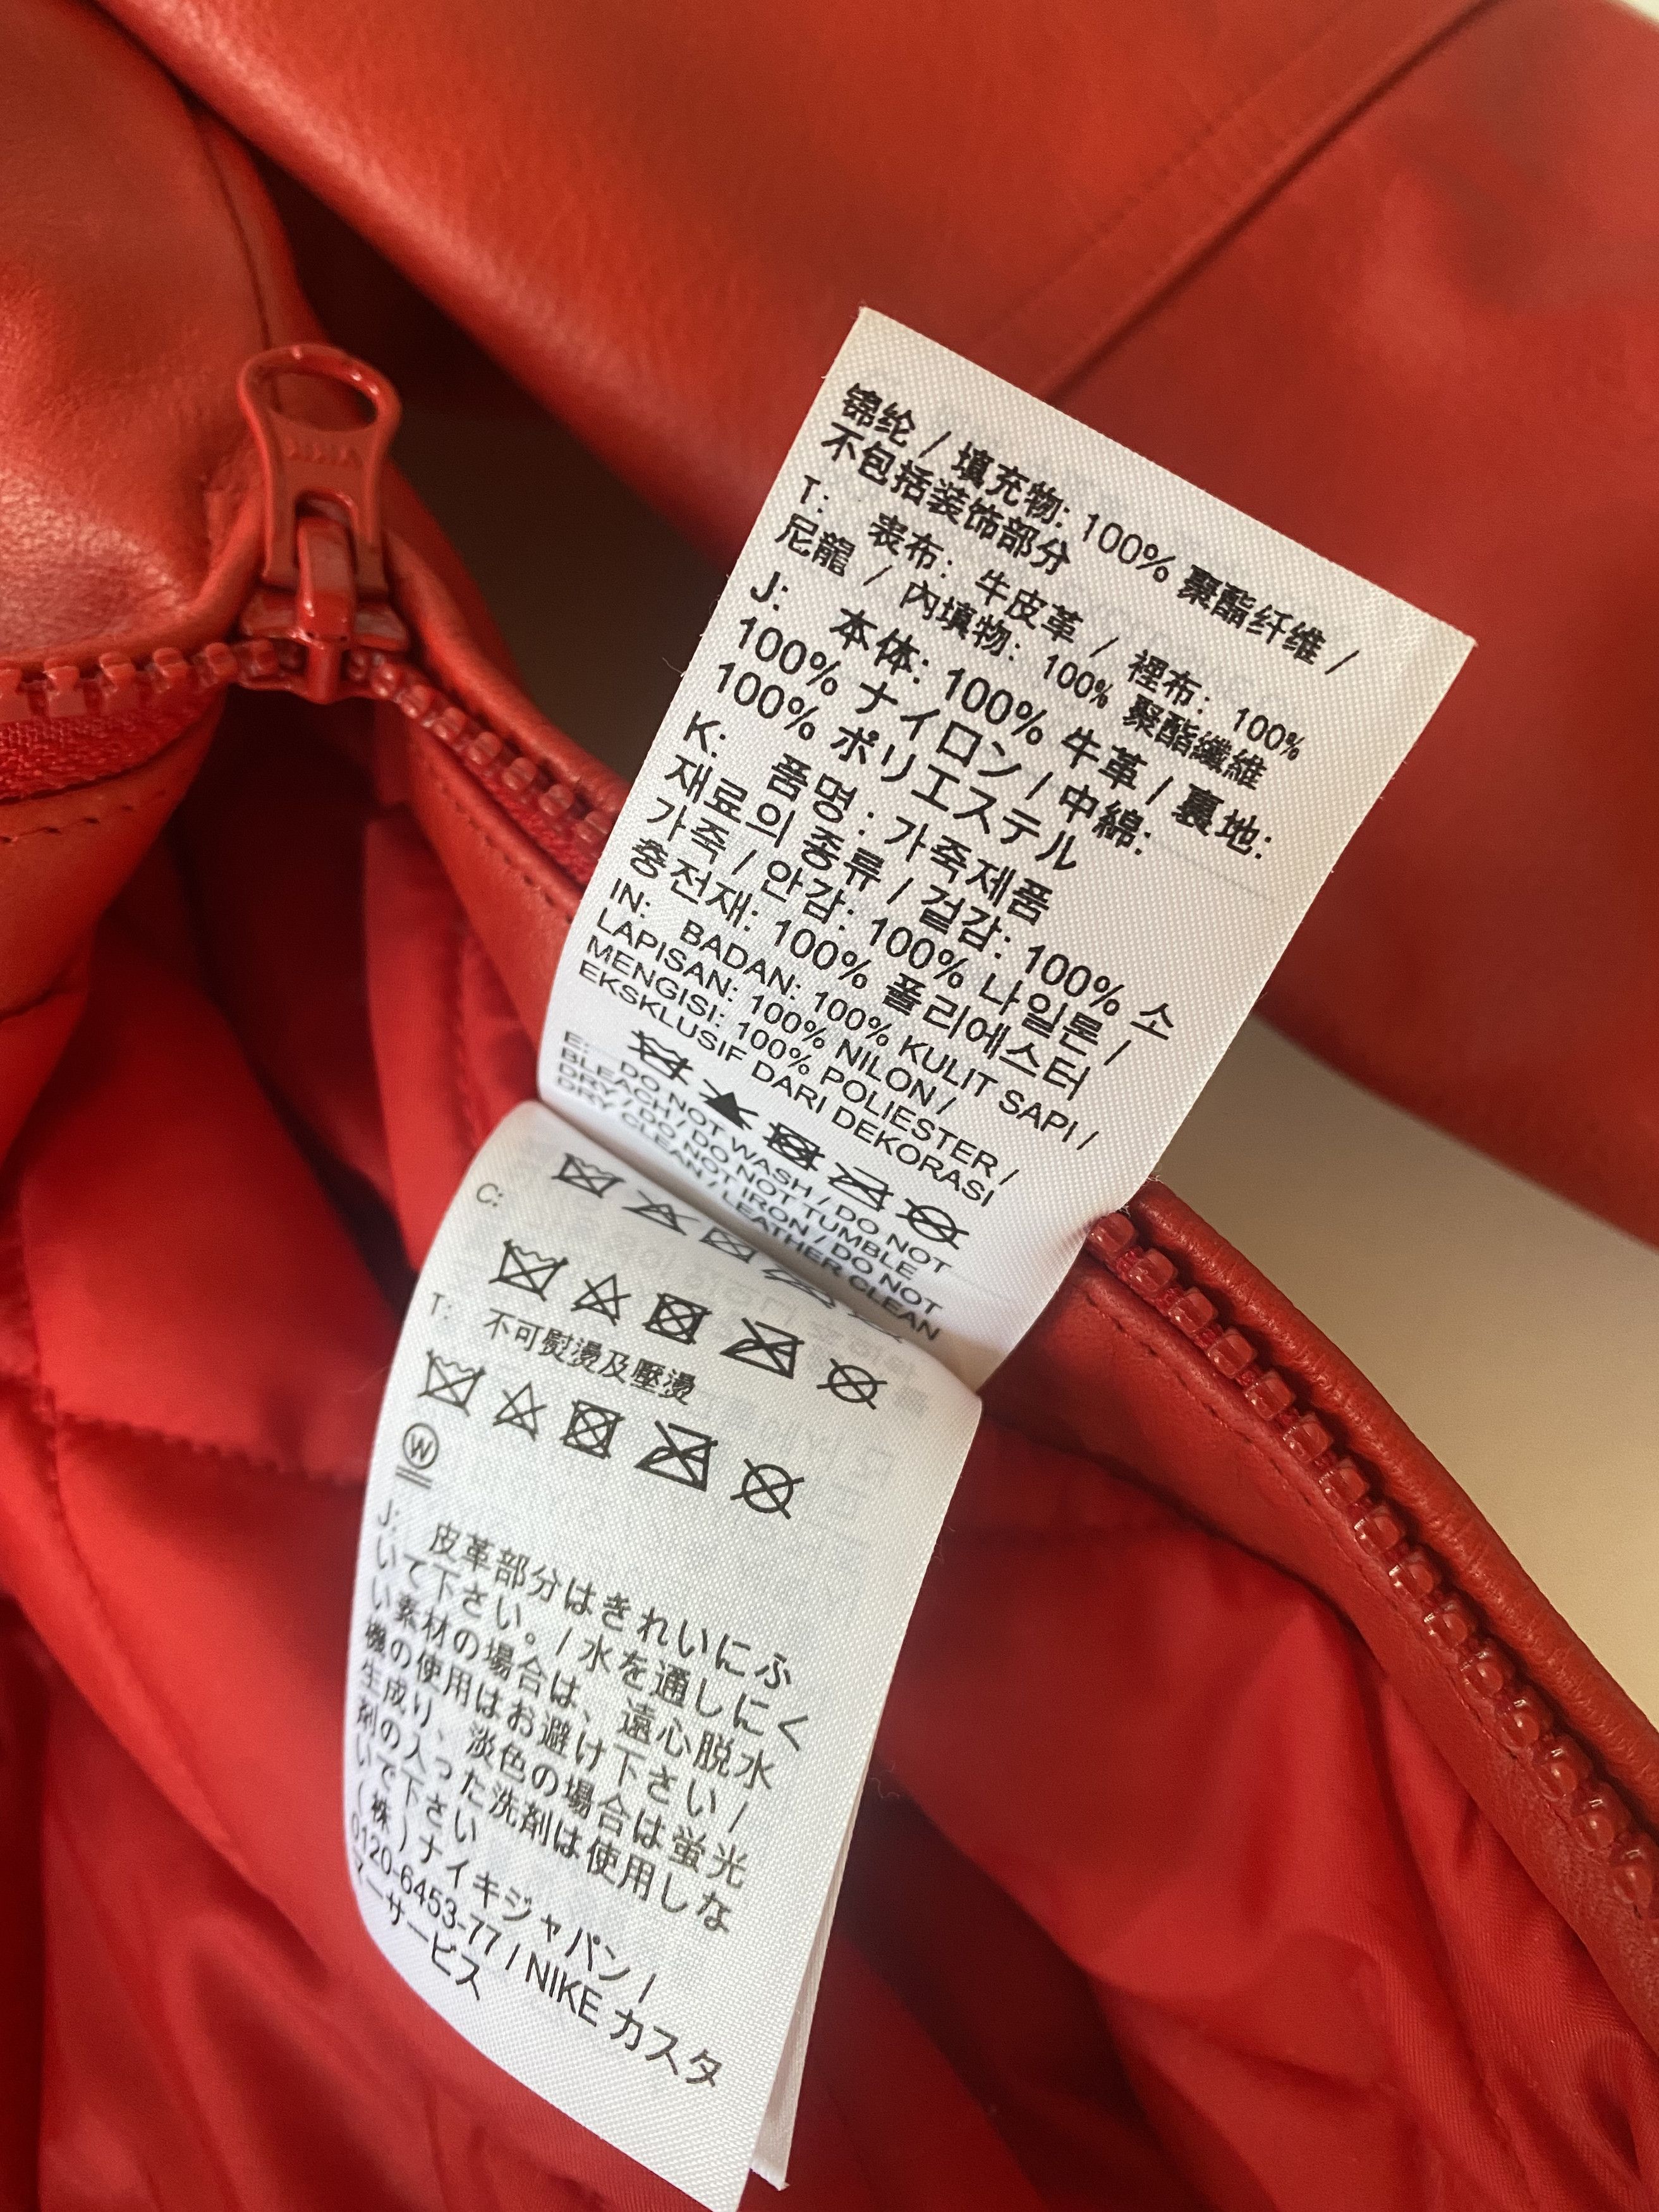 锦纶 / 填充物: 100% 聚酯纤维 /
不包括装饰部分
T: 表布: 牛皮革 / 裡布: 100%
尼龍 / 內填物: 100% 聚酯纖維
J: 本体: 100% 牛革 / 裏地:
100% ナイロン / 中綿:
100% ポリエステル
K: 품명 : 가죽제품
재료의 종류 / 겉감: 100% 소
가죽 / 안감: 100% 나일론 /
충전재: 100% 폴리에스터
IN: BADAN: 100% KULIT SAPI /
LAPISAN: 100% NILON /
MENGISI: 100% POLIESTER /
EKSKLUSIF DARI DEKORASI
E: DO NOT WASH / DO NOT
BLEACH / DO NOT TUMBLE
DRY / DO NOT IRON / DO NOT
DRY CLEAN / LEATHER CLEAN
C:
T: 不可熨燙及壓燙
W
J: 皮革部分はきれいにふ
いて下さい。/ 水を通しにく
い素材の場合は、遠心脱水
機の使用はお避け下さい /
生成り、淡色の場合は蛍光
剤の入った洗剤は使用しな
いで下さい
(株)ナイキジャパン /
0120-6453-77 / NIKE カスタ
マーサービス